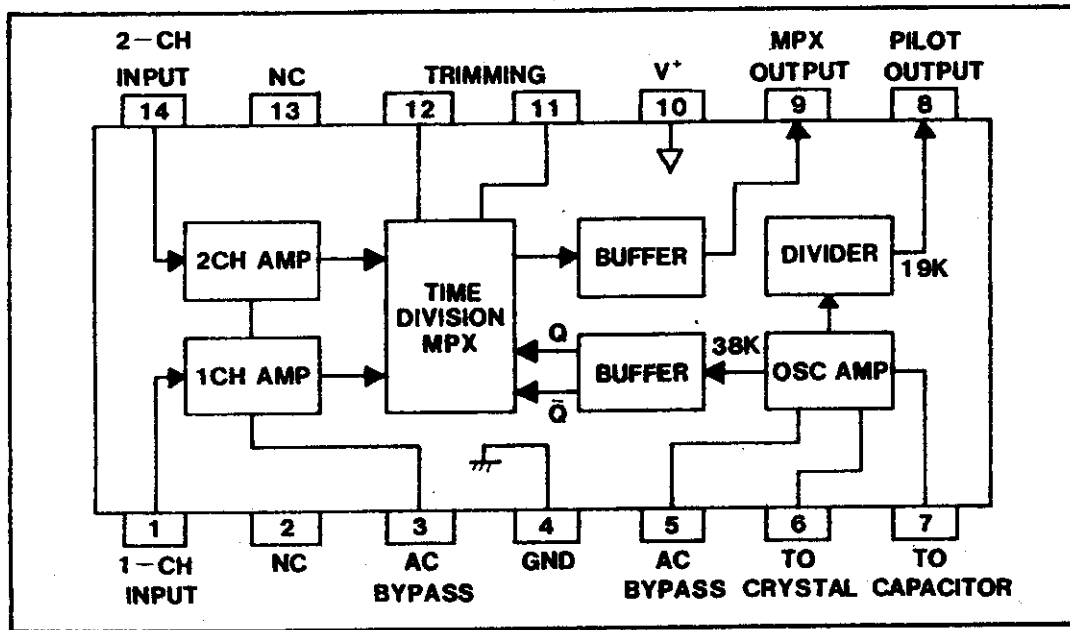 2-CH INPUT
NC
TRIMMING
V+
MPX OUTPUT
PILOT OUTPUT
14
13
12
11
10
9
8
2CH AMP
TIME DIVISION MPX
BUFFER
DIVIDER
19K
1CH AMP
Q
Q̄
BUFFER
38K
OSC AMP
1
2
3
4
5
6
7
1-CH INPUT
NC
AC BYPASS
GND
AC BYPASS
TO CRYSTAL
TO CAPACITOR